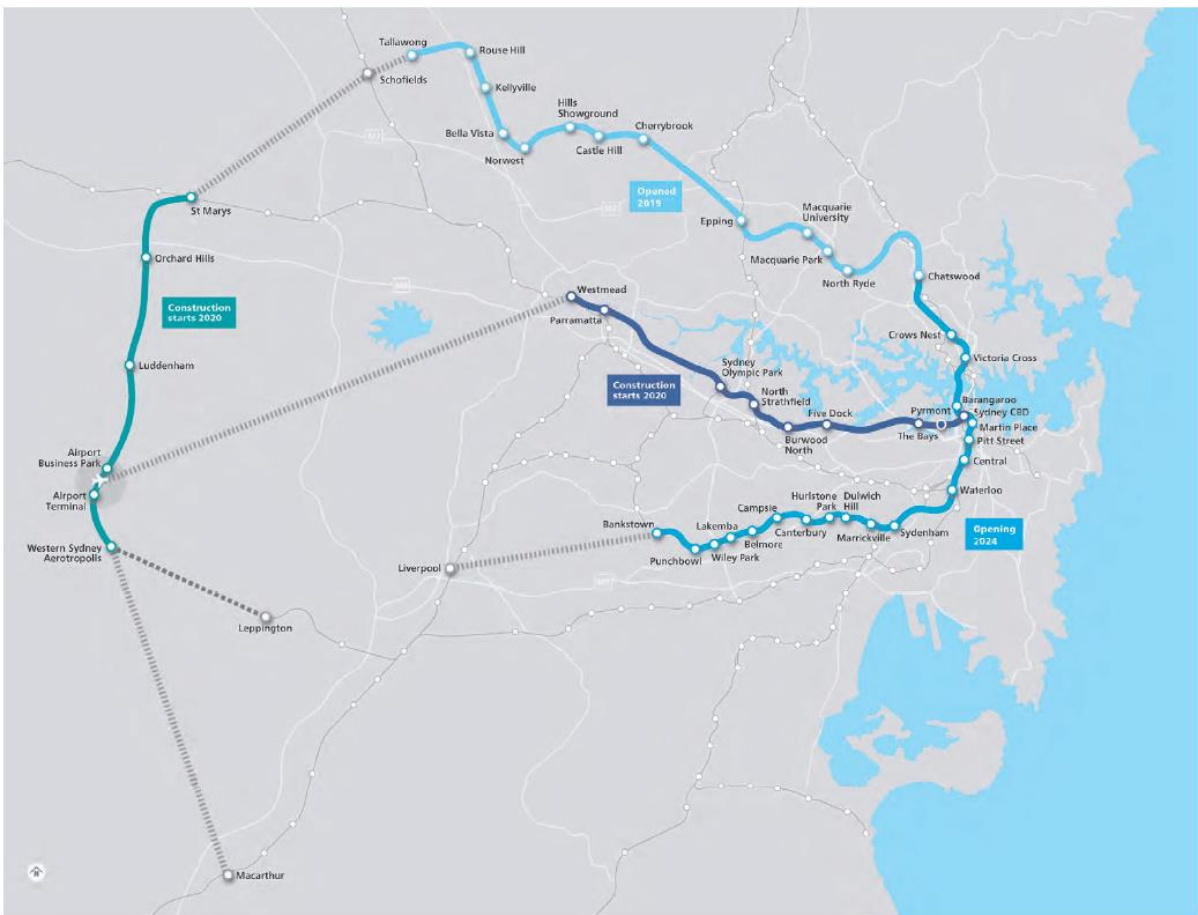 Tallawong
Rouse Hill
Schofields
Kellyville
Hills
Showground
Cherrybrook
Bella Vista
Castle Hill
Norwest
Opened
2019
St Marys
Macquarie
University
Epping
Orchard Hills
Macquarie Park
North Ryde
Chatswood
Westmead
Construction
starts 2020
Parramatta
Crows Nest
Luddenham
Sydney
Olympic Park
Victoria Cross
Construction
starts 2020
North
Strathfield
Barangaroo
Five Dock
Pyrmont
Sydney CBD
Martin Place
Burwood
North
The Bays
Pitt Street
Airport
Business Park
Central
Airport
Terminal
Waterloo
Hurlstone
Park
Dulwich
Hill
Campsie
Bankstown
Lakemba
Canterbury
Sydenham
Opening
2024
Belmore
Marrickville
Punchbowl
Wiley Park
Western Sydney
Aerotropolis
Liverpool
Leppington
Macarthur